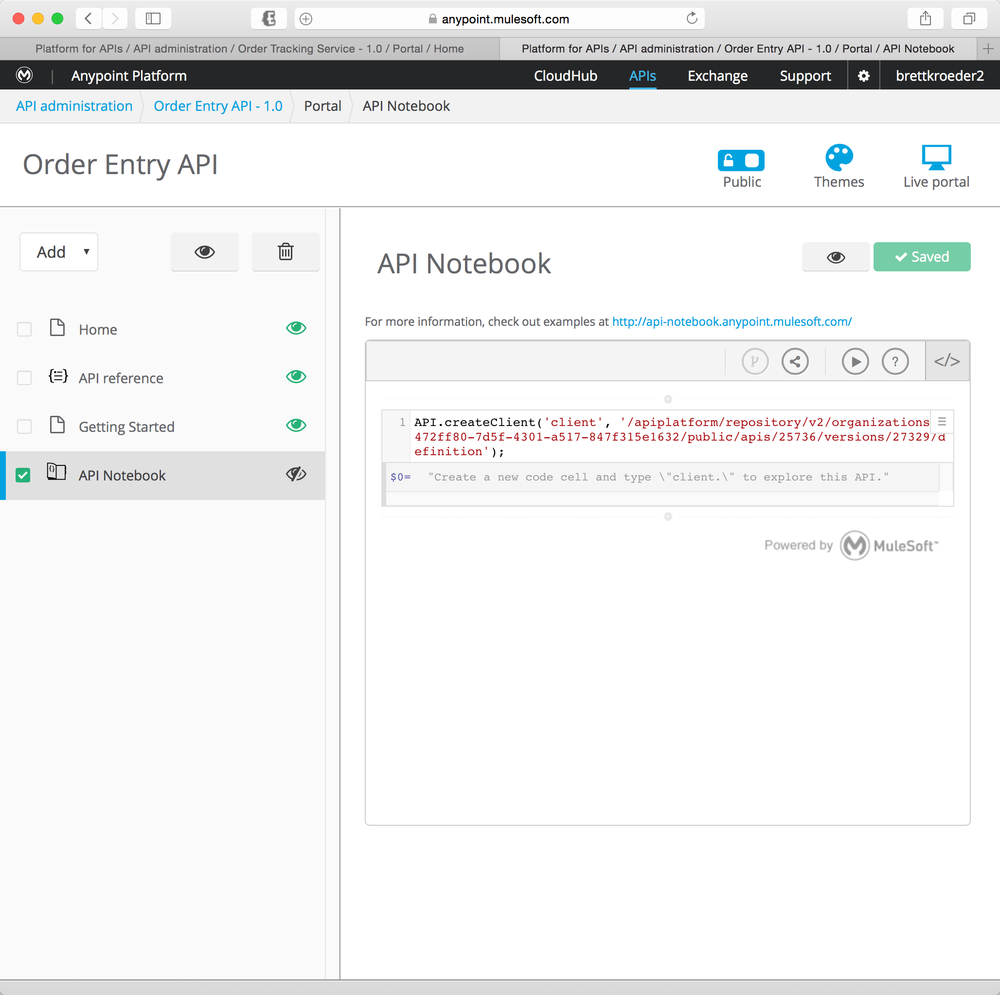 anypoint.mulesoft.com
Platform for APIs / API administration / Order Tracking Service - 1.0 / Portal / Home
Platform for APIs / API administration / Order Entry API - 1.0 / Portal / API Notebook
Anypoint Platform
CloudHub
APIs
Exchange
Support
brettkroeder2
API administration
Order Entry API - 1.0
Portal
API Notebook
Order Entry API
Public
Themes
Live portal
Add
Home
API reference
Getting Started
API Notebook
API Notebook
Saved
For more information, check out examples at http://api-notebook.anypoint.mulesoft.com/
? </>
1 API.createClient('client', '/apiplatform/repository/v2/organizations
472ff80-7d5f-4301-a517-847f315e1632/public/apis/25736/versions/27329/d
efinition');
$0= "Create a new code cell and type \"client.\" to explore this API."
Powered by MuleSoft™